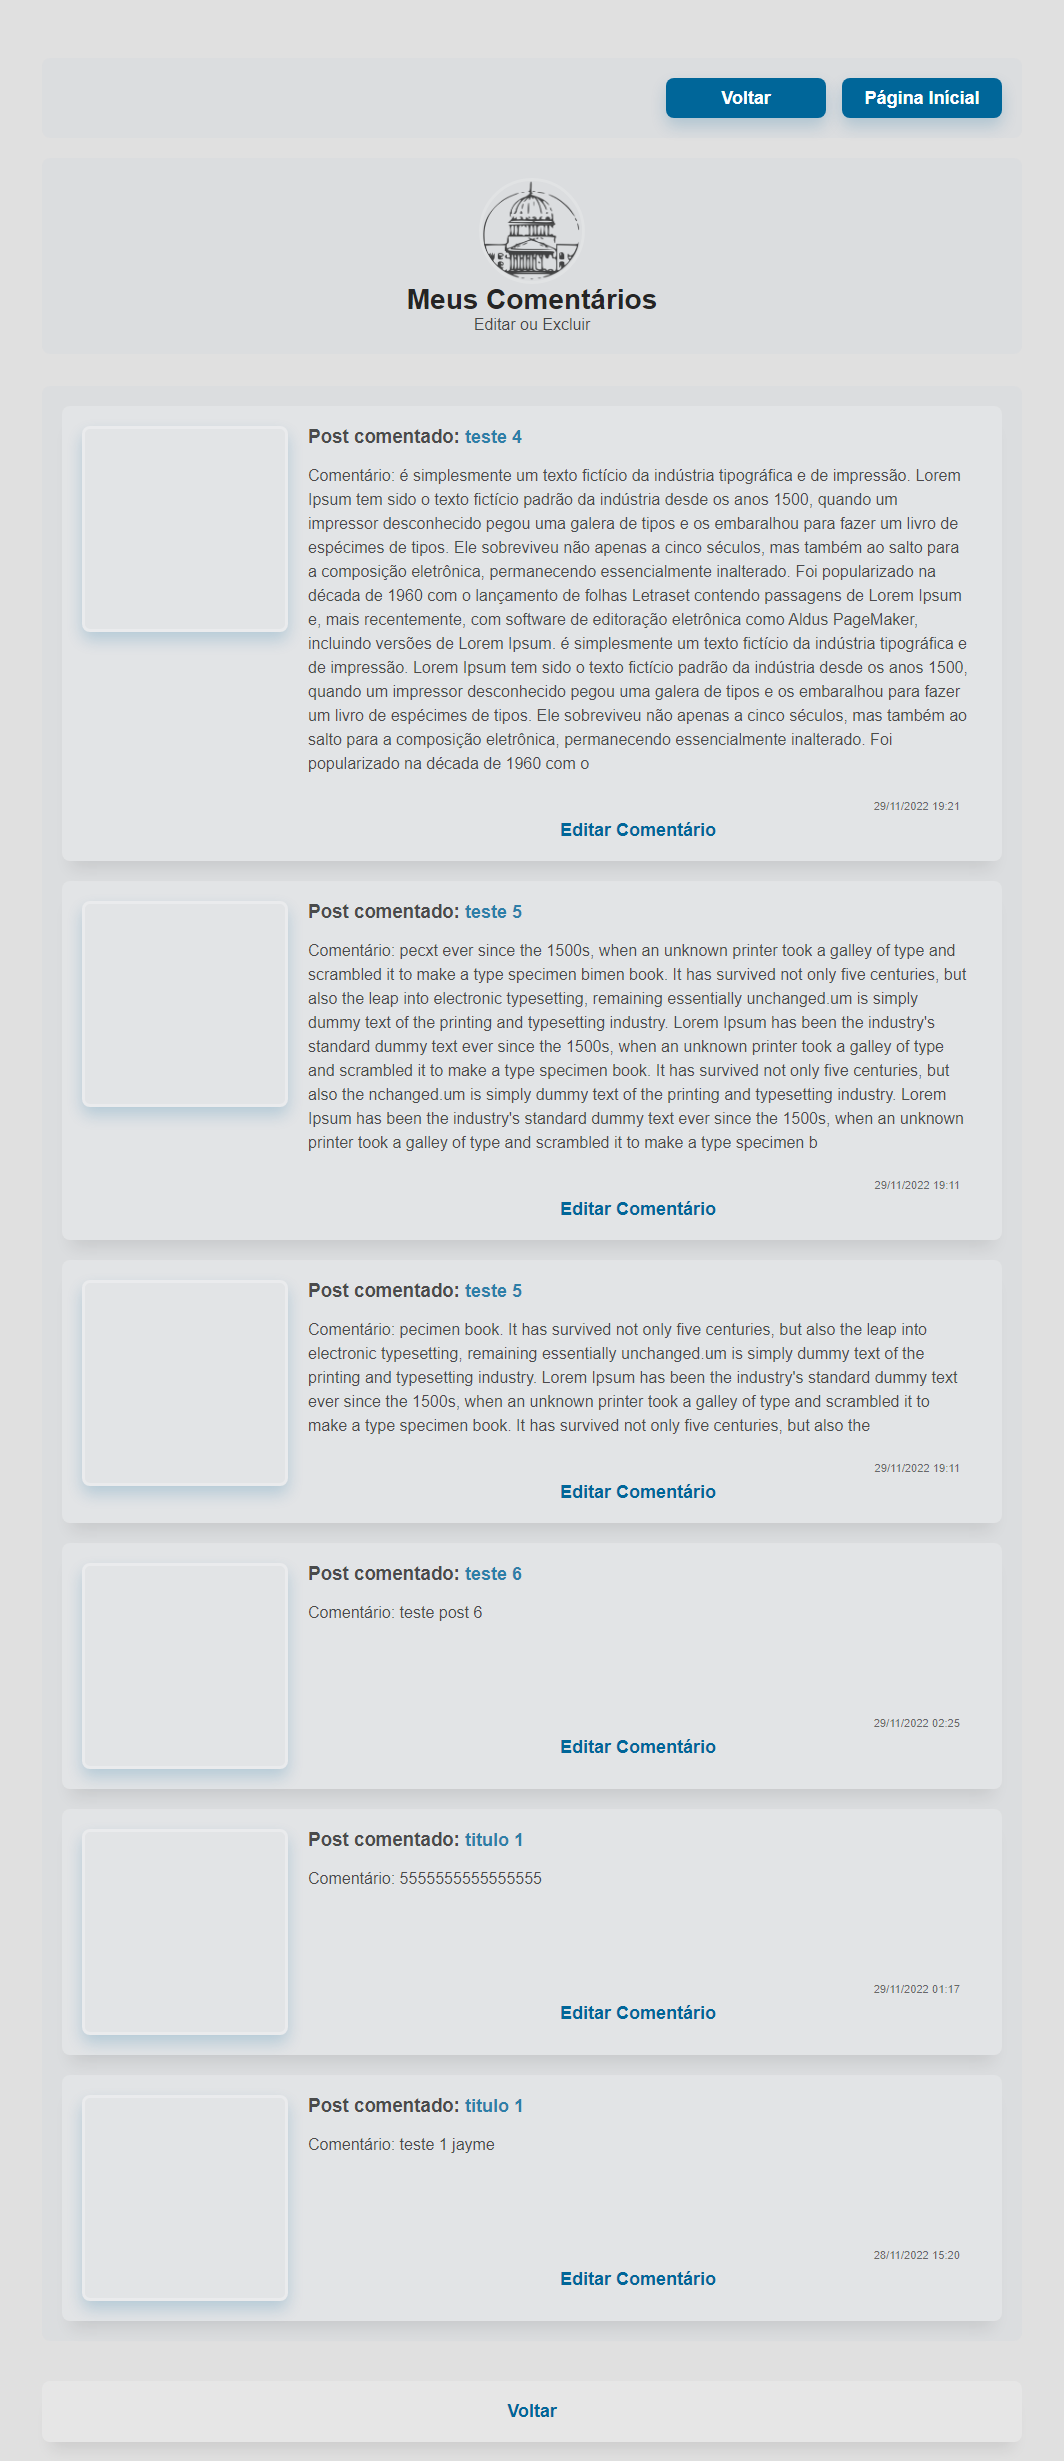 Voltar
Página Inícial
Meus Comentários
Editar ou Excluir
Post comentado: teste 4
Comentário: é simplesmente um texto fictício da indústria tipográfica e de impressão. Lorem
Ipsum tem sido o texto fictício padrão da indústria desde os anos 1500, quando um
impressor desconhecido pegou uma galera de tipos e os embaralhou para fazer um livro de
espécimes de tipos. Ele sobreviveu não apenas a cinco séculos, mas também ao salto para
a composição eletrônica, permanecendo essencialmente inalterado. Foi popularizado na
década de 1960 com o lançamento de folhas Letraset contendo passagens de Lorem Ipsum
e, mais recentemente, com software de editoração eletrônica como Aldus PageMaker,
incluindo versões de Lorem Ipsum. é simplesmente um texto fictício da indústria tipográfica e
de impressão. Lorem Ipsum tem sido o texto fictício padrão da indústria desde os anos 1500,
quando um impressor desconhecido pegou uma galera de tipos e os embaralhou para fazer
um livro de espécimes de tipos. Ele sobreviveu não apenas a cinco séculos, mas também ao
salto para a composição eletrônica, permanecendo essencialmente inalterado. Foi
popularizado na década de 1960 com o
29/11/2022 19:21
Editar Comentário
Post comentado: teste 5
Comentário: pecxt ever since the 1500s, when an unknown printer took a galley of type and
scrambled it to make a type specimen bimen book. It has survived not only five centuries, but
also the leap into electronic typesetting, remaining essentially unchanged.um is simply
dummy text of the printing and typesetting industry. Lorem Ipsum has been the industry's
standard dummy text ever since the 1500s, when an unknown printer took a galley of type
and scrambled it to make a type specimen book. It has survived not only five centuries, but
also the nchanged.um is simply dummy text of the printing and typesetting industry. Lorem
Ipsum has been the industry's standard dummy text ever since the 1500s, when an unknown
printer took a galley of type and scrambled it to make a type specimen b
29/11/2022 19:11
Editar Comentário
Post comentado: teste 5
Comentário: pecimen book. It has survived not only five centuries, but also the leap into
electronic typesetting, remaining essentially unchanged.um is simply dummy text of the
printing and typesetting industry. Lorem Ipsum has been the industry's standard dummy text
ever since the 1500s, when an unknown printer took a galley of type and scrambled it to
make a type specimen book. It has survived not only five centuries, but also the
29/11/2022 19:11
Editar Comentário
Post comentado: teste 6
Comentário: teste post 6
29/11/2022 02:25
Editar Comentário
Post comentado: titulo 1
Comentário: 5555555555555555
29/11/2022 01:17
Editar Comentário
Post comentado: titulo 1
Comentário: teste 1 jayme
28/11/2022 15:20
Editar Comentário
Voltar